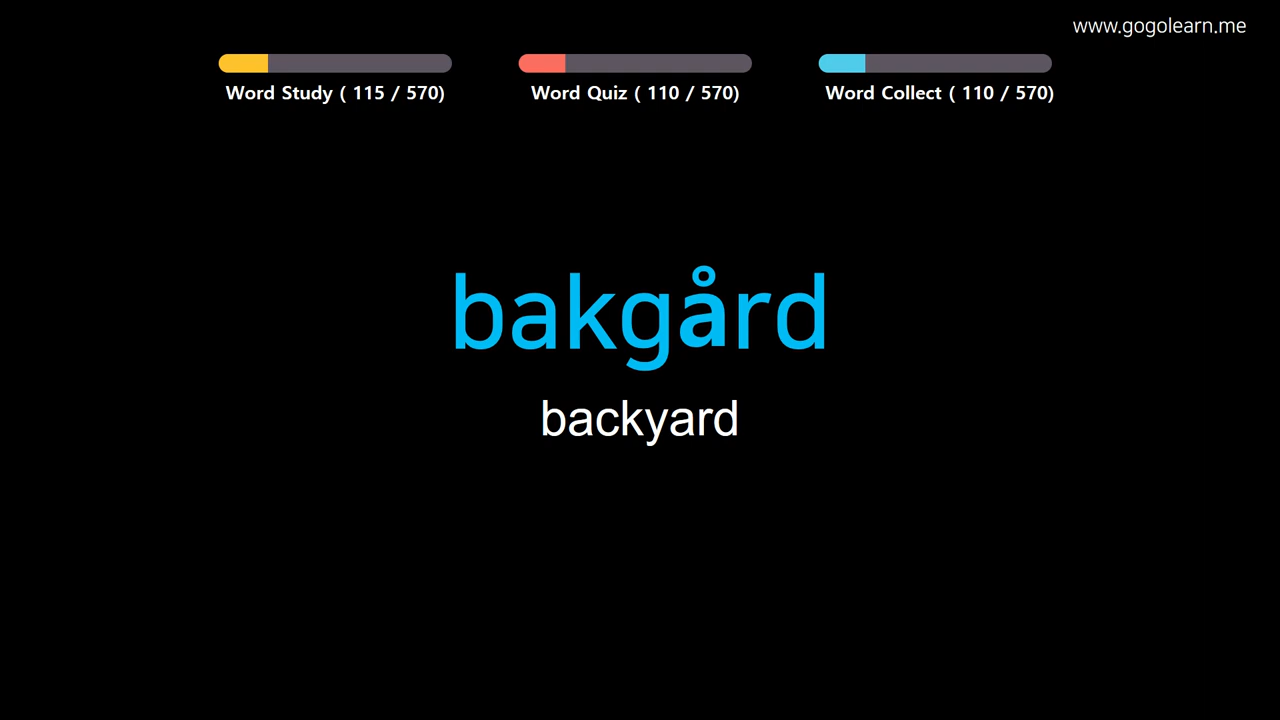 www.gogolearn.me
Word Study ( 115 / 570)
Word Quiz ( 110 / 570)
Word Collect ( 110 / 570)
bakgård
backyard